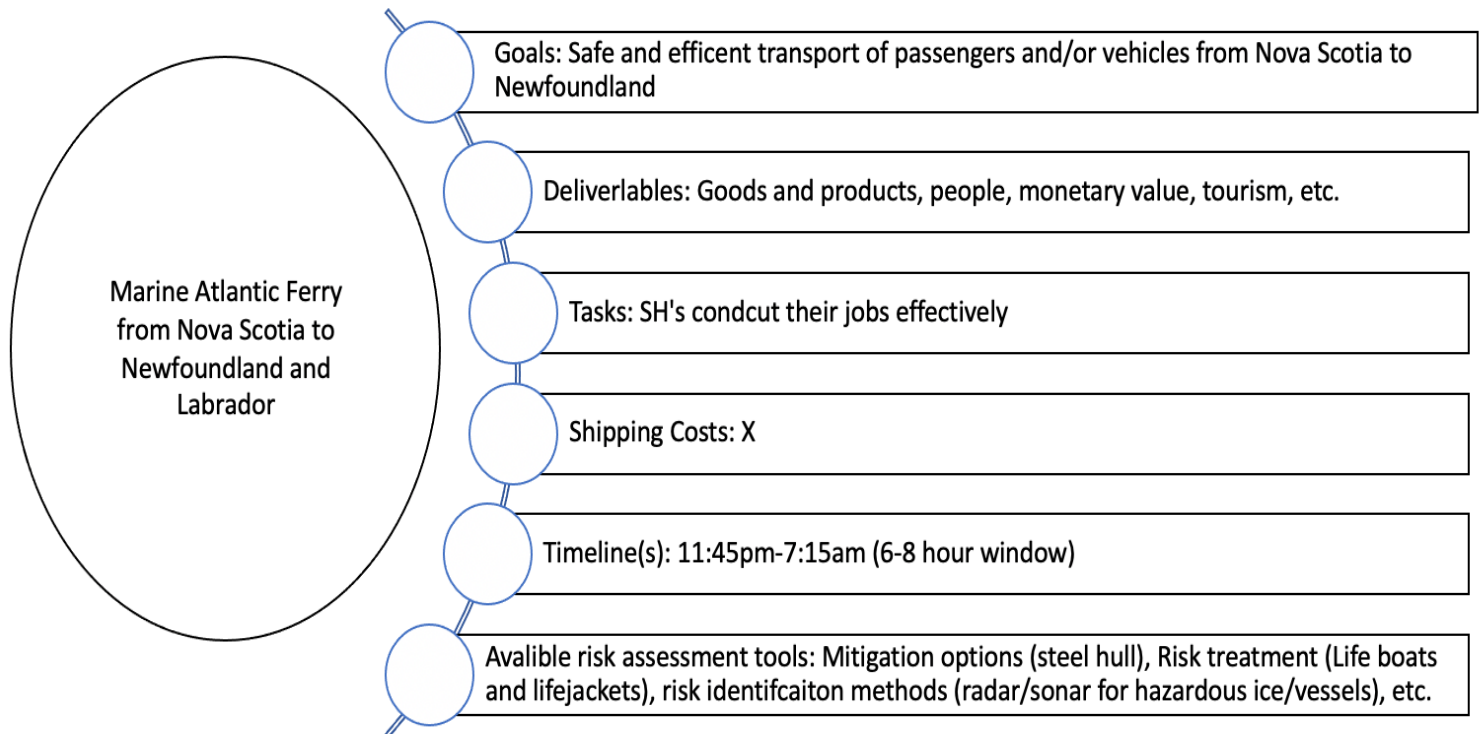 Marine Atlantic Ferry
from Nova Scotia to
Newfoundland and
Labrador
Goals: Safe and efficent transport of passengers and/or vehicles from Nova Scotia to
Newfoundland
Deliverlables: Goods and products, people, monetary value, tourism, etc.
Tasks: SH's condcut their jobs effectively
Shipping Costs: X
Timeline(s): 11:45pm-7:15am (6-8 hour window)
Avalible risk assessment tools: Mitigation options (steel hull), Risk treatment (Life boats
and lifejackets), risk identifcaiton methods (radar/sonar for hazardous ice/vessels), etc.